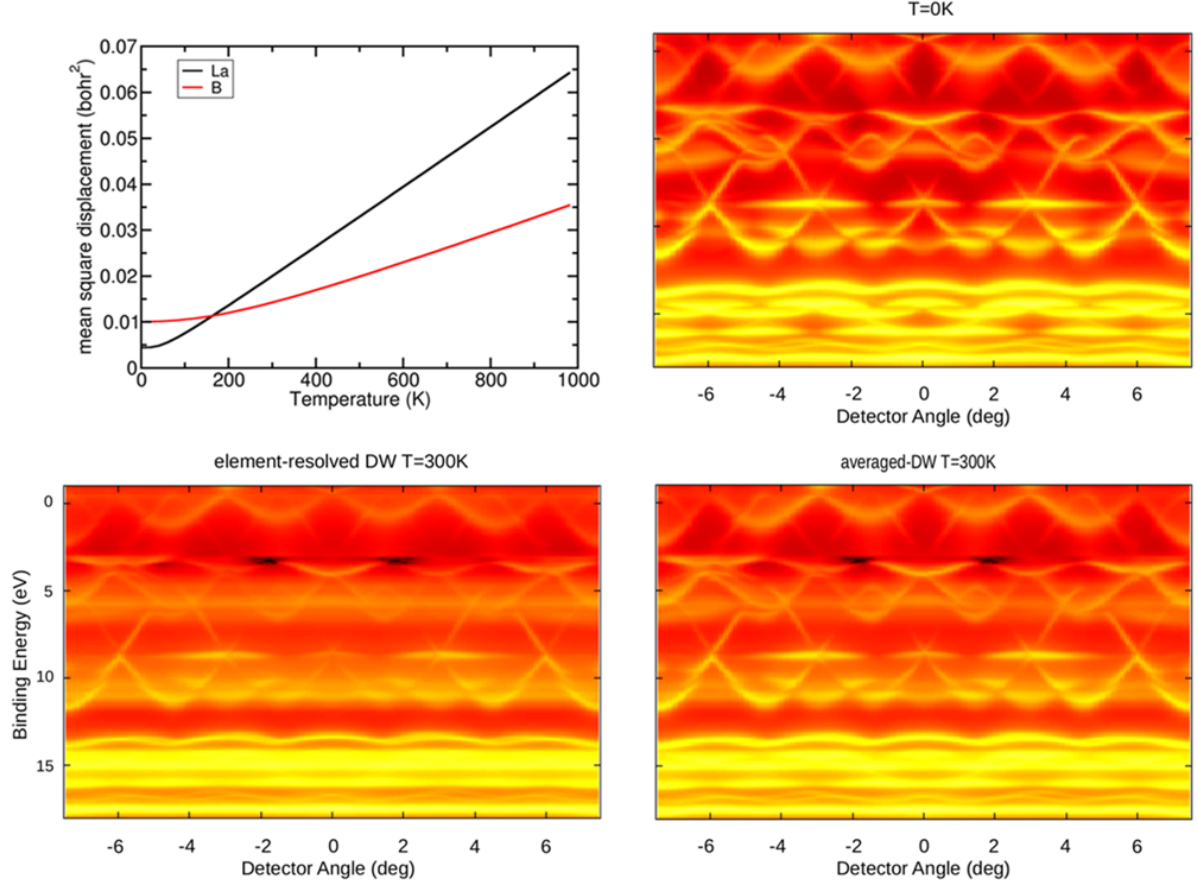 T=0K
0.07
0.06
0.05
0.04
0.03
0.02
0.01
0
mean square displacement (bohr2)
La
B
0 200 400 600 800 1000
Temperature (K)
-6 -4 -2 0 2 4 6
Detector Angle (deg)
element-resolved DW T=300K
0
5
10
15
Binding Energy (eV)
-6 -4 -2 0 2 4 6
Detector Angle (deg)
averaged-DW T=300K
-6 -4 -2 0 2 4 6
Detector Angle (deg)